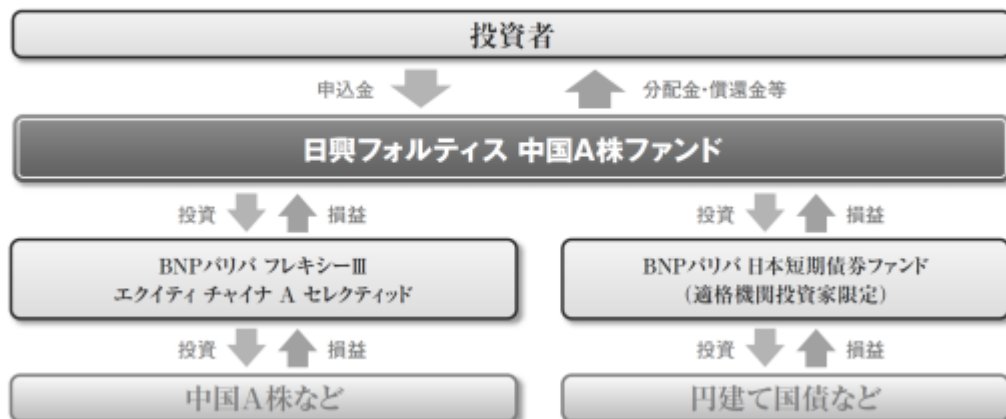 投資者
申込金 分配金・償還金等
日興フォルティス 中国A株ファンド
投資 損益 投資 損益
BNPパリバ フレキシーⅢ
エクイティ チャイナ A セレクティッド
BNPパリバ 日本短期債券ファンド
(適格機関投資家限定)
投資 損益 投資 損益
中国A株など 円建て国債など